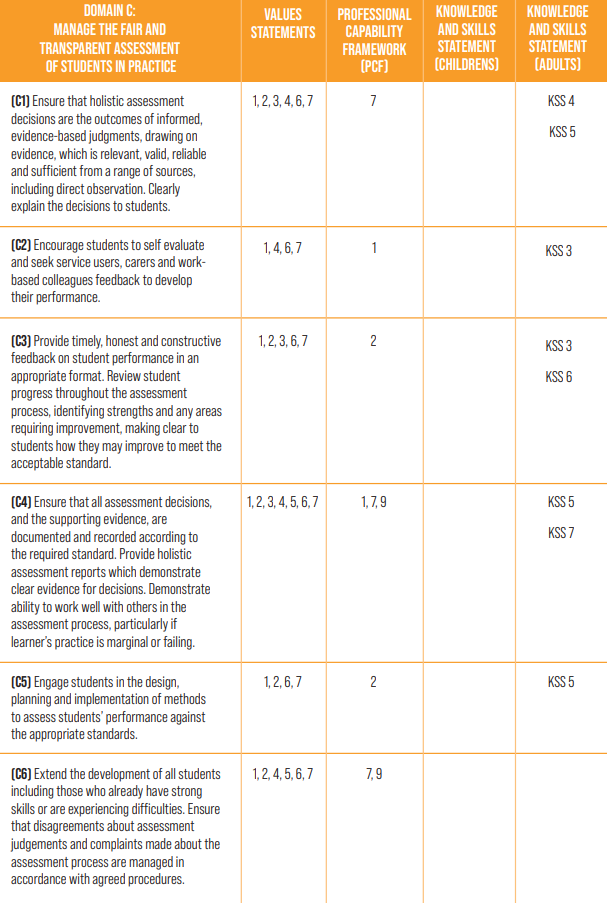 DOMAIN C:
MANAGE THE FAIR AND
TRANSPARENT ASSESSMENT
OF STUDENTS IN PRACTICE
VALUES
STATEMENTS
PROFESSIONAL
CAPABILITY
FRAMEWORK
(PCF)
KNOWLEDGE
AND SKILLS
STATEMENT
(CHILDRENS)
KNOWLEDGE
AND SKILLS
STATEMENT
(ADULTS)
(C1) Ensure that holistic assessment
decisions are the outcomes of informed,
evidence-based judgments, drawing on
evidence, which is relevant, valid, reliable
and sufficient from a range of sources,
including direct observation. Clearly
explain the decisions to students.
1, 2, 3, 4, 6, 7
7
KSS 4
KSS 5
(C2) Encourage students to self evaluate
and seek service users, carers and work-
based colleagues feedback to develop
their performance.
1, 4, 6, 7
1
KSS 3
(C3) Provide timely, honest and constructive
feedback on student performance in an
appropriate format. Review student
progress throughout the assessment
process, identifying strengths and any areas
requiring improvement, making clear to
students how they may improve to meet the
acceptable standard.
1, 2, 3, 6, 7
2
KSS 3
KSS 6
(C4) Ensure that all assessment decisions,
and the supporting evidence, are
documented and recorded according to
the required standard. Provide holistic
assessment reports which demonstrate
clear evidence for decisions. Demonstrate
ability to work well with others in the
assessment process, particularly if
learner's practice is marginal or failing.
1, 2, 3, 4, 5, 6, 7
1, 7, 9
KSS 5
KSS 7
(C5) Engage students in the design,
planning and implementation of methods
to assess students' performance against
the appropriate standards.
1, 2, 6, 7
2
KSS 5
(C6) Extend the development of all students
including those who already have strong
skills or are experiencing difficulties. Ensure
that disagreements about assessment
judgements and complaints made about the
assessment process are managed in
accordance with agreed procedures.
1, 2, 4, 5, 6, 7
7, 9